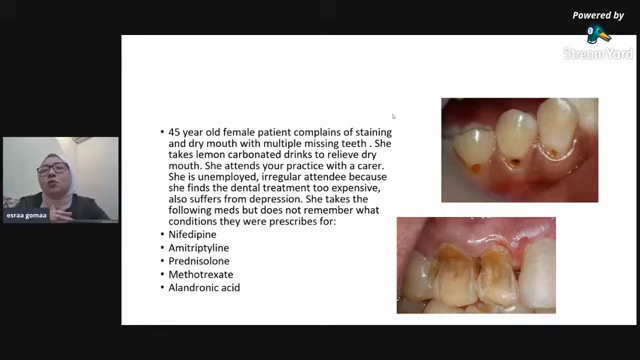 Powered by
StreamYard
• 45 year old female patient complains of staining
and dry mouth with multiple missing teeth . She
takes lemon carbonated drinks to relieve dry
mouth. She attends your practice with a carer.
She is unemployed, irregular attendee because
she finds the dental treatment too expensive,
also suffers from depression. She takes the
following meds but does not remember what
conditions they were prescribes for:
• Nifedipine
• Amitriptyline
• Prednisolone
• Methotrexate
• Alandronic acid
esraa gomaa